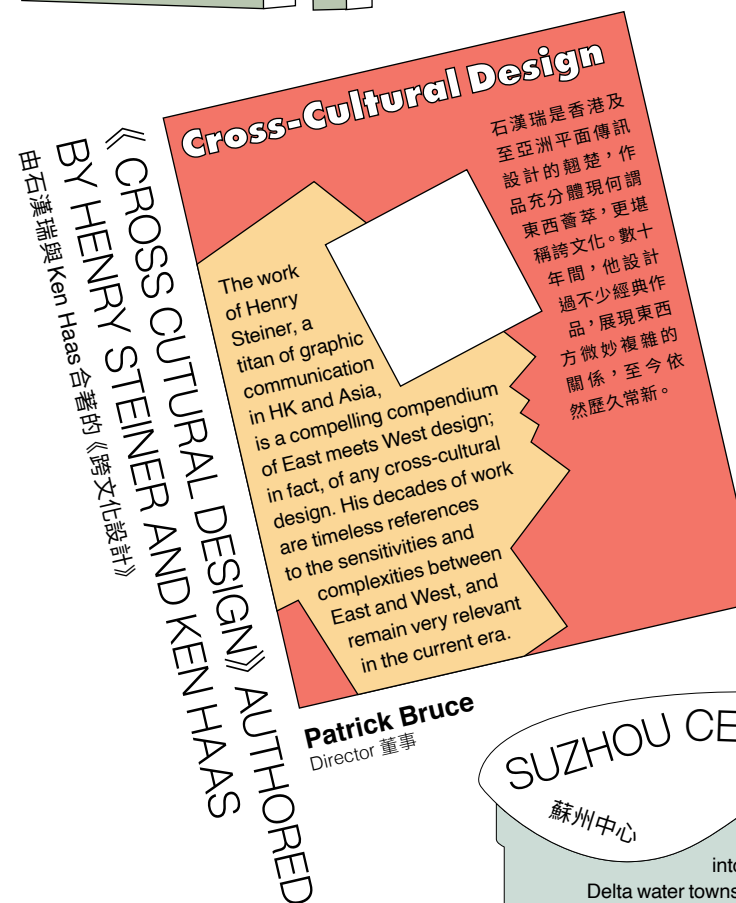 《 CROSS CUTURAL DESIGN》 AUTHORED
BY HENRY STEINER AND KEN HAAS
由石漢瑞與 Ken Haas 合著的《跨文化設計》
Cross-Cultural Design
The work
of Henry
Steiner, a
titan of graphic
communication
in HK and Asia,
is a compelling compendium
of East meets West design;
in fact, of any cross-cultural
design. His decades of work
are timeless references
to the sensitivities and
complexities between
East and West, and
remain very relevant
in the current era.
石漢瑞是香港及
至亞洲平面傳訊
設計的翹楚，作
品充分體現何謂
東西薈萃，更堪
稱誇文化。數十
年間，他設計
過不少經典作
品，展現東西
方微妙複雜的
關係，至今依
然歷久常新。
Patrick Bruce
Director 董事
SUZHOU CE
蘇州中心
into
Delta water towns